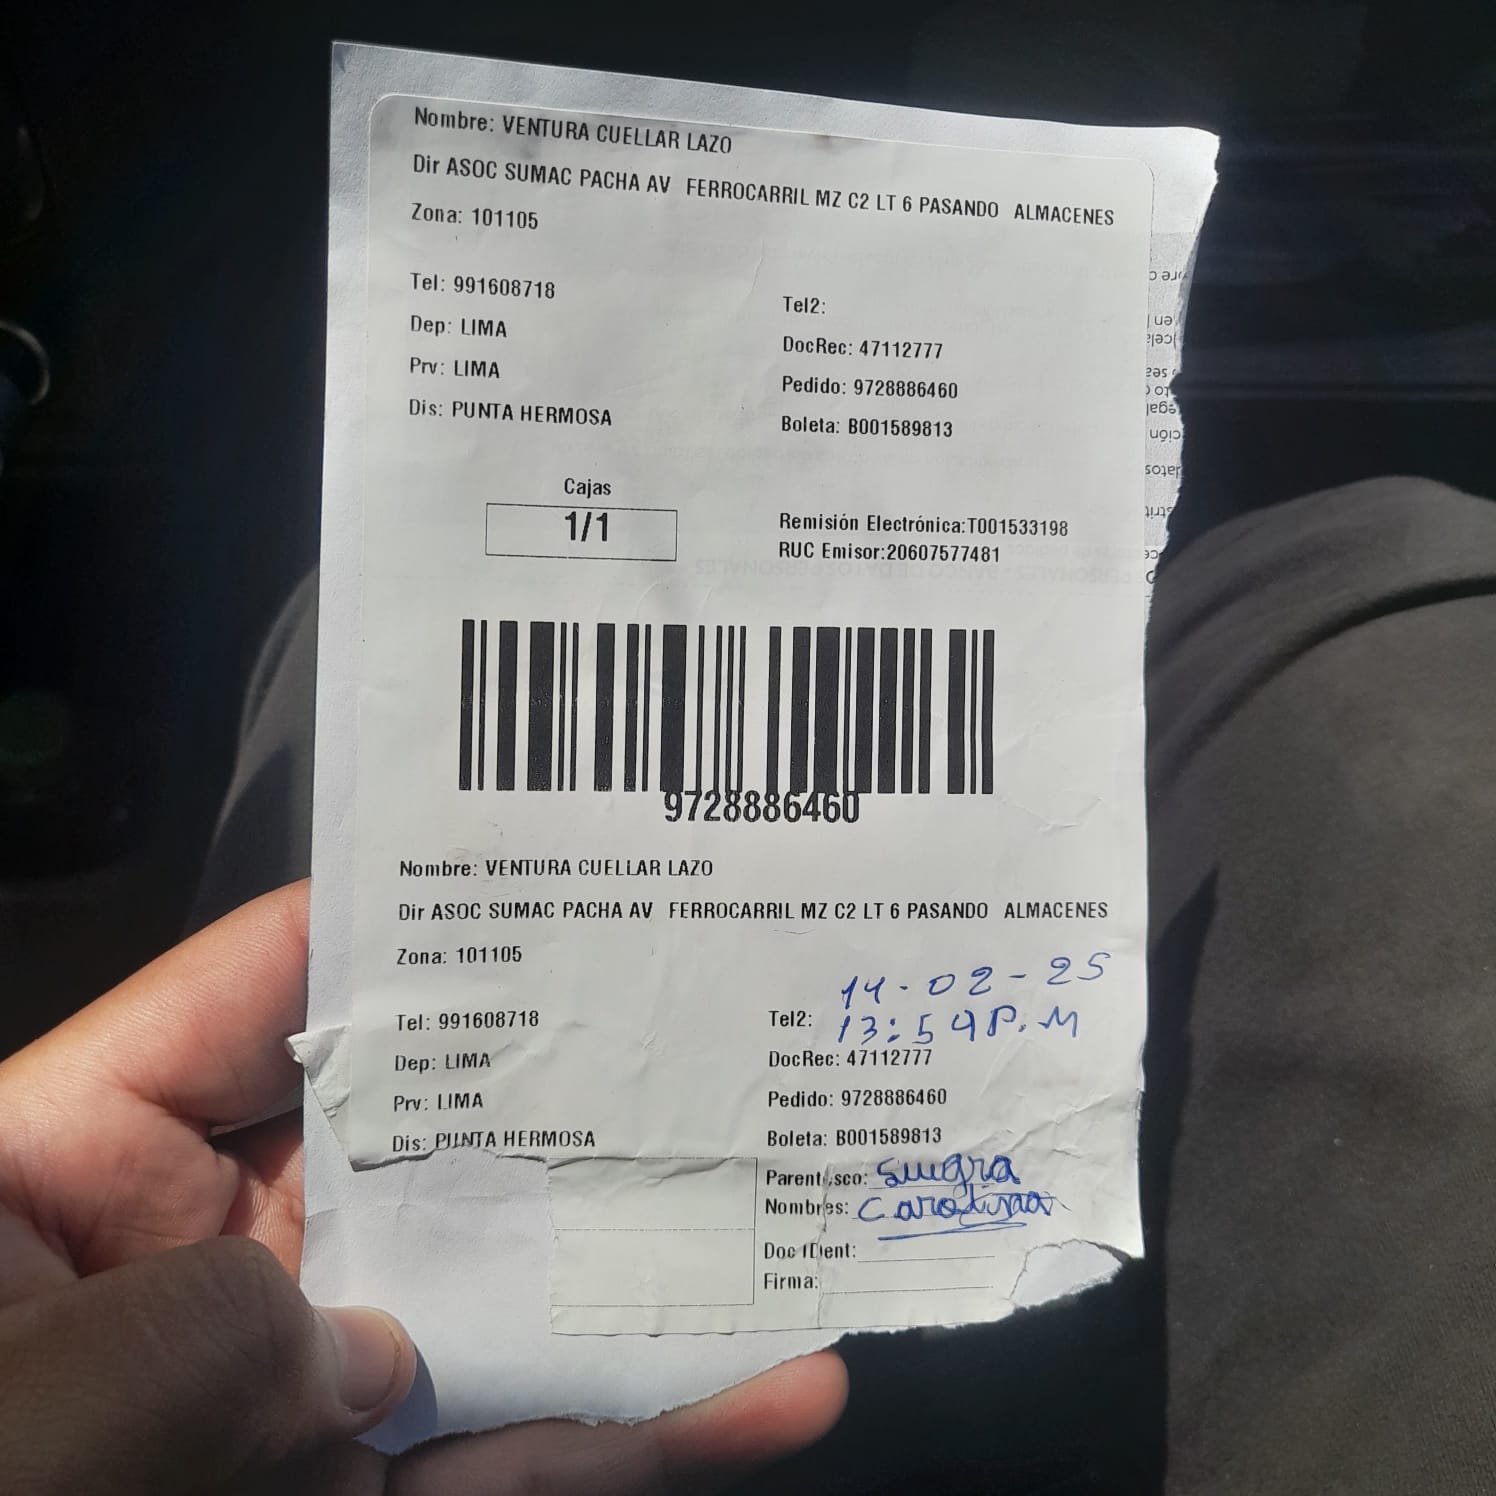 Nombre: VENTURA CUELLAR LAZO
Dir ASOC SUMAC PACHA AV FERROCARRIL MZ C2 LT 6 PASANDO ALMACENES
Zona: 101105
Tel: 991608718
Tel2:
Dep: LIMA
DocRec: 47112777
Prv: LIMA
Pedido: 9728886460
Dis: PUNTA HERMOSA
Boleta: B001589813
Cajas
1/1
Remisión Electrónica:T001533198
RUC Emisor:20607577481
9728886460
Nombre: VENTURA CUELLAR LAZO
Dir ASOC SUMAC PACHA AV FERROCARRIL MZ C2 LT 6 PASANDO ALMACENES
Zona: 101105
14-02-25
Tel: 991608718
Tel2: 13:54 P.M
Dep: LIMA
DocRec: 47112777
Prv: LIMA
Pedido: 9728886460
Dis: PUNTA HERMOSA
Boleta: B001589813
Parentesco: Suegra
Nombres: Carolina
Doc IDent:
Firma: